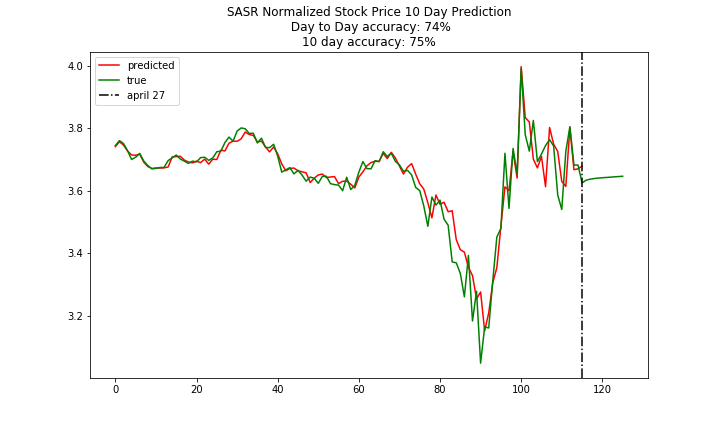 SASR Normalized Stock Price 10 Day Prediction
Day to Day accuracy: 74%
10 day accuracy: 75%
predicted
true
april 27
4.0
3.8
3.6
3.4
3.2
0 20 40 60 80 100 120